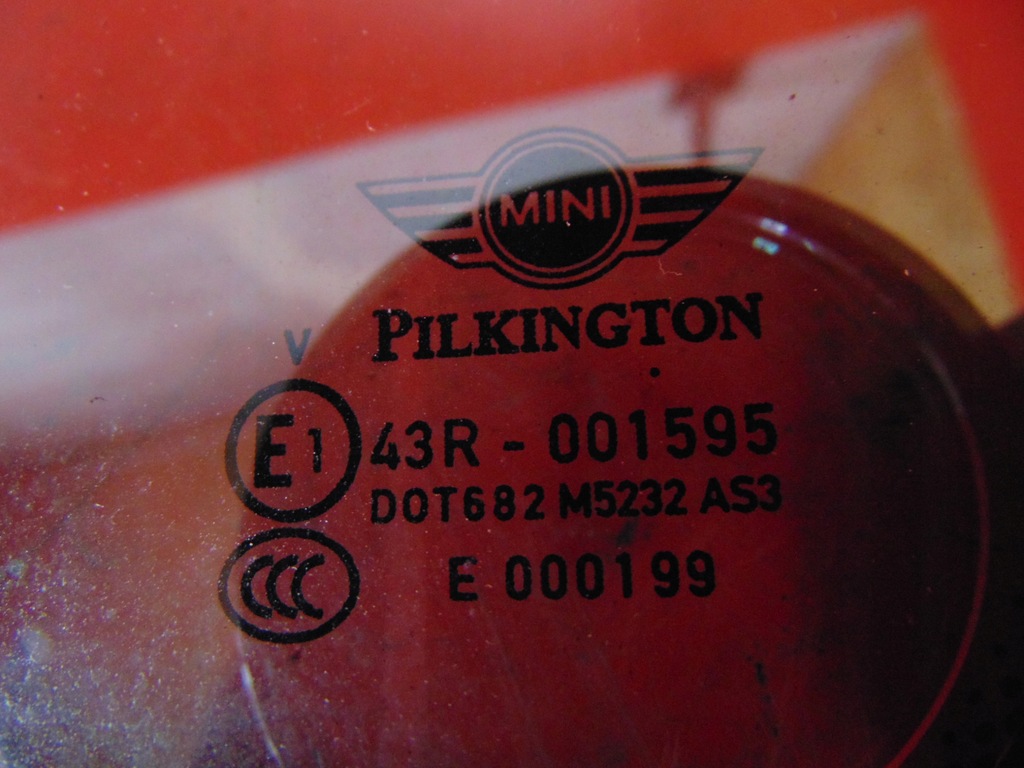 MINI
PILKINGTON
V
E1 43R - 001595
DOT682 M5232 AS3
CCC E 000199